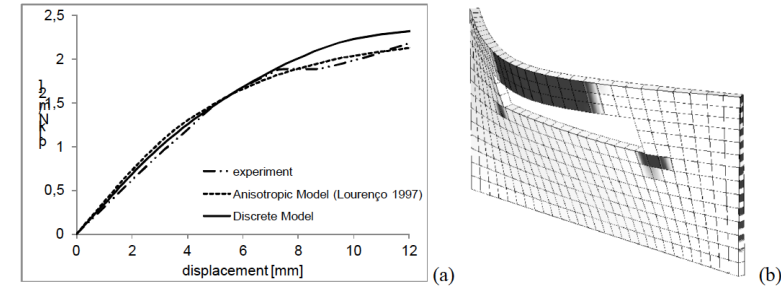 2,5
2
1,5
1
0,5
0
0 2 4 6 8 10 12
displacement [mm]
experiment
Anisotropic Model (Lourenço 1997)
Discrete Model
(a)
(b)